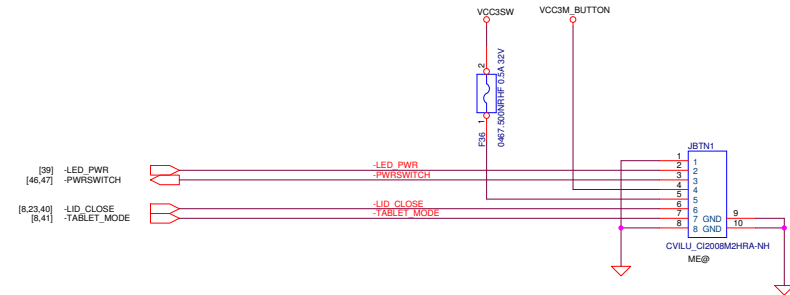 VCC3SW
VCC3M_BUTTON
2
1
F36
0467.500NRHF 0.5A 32V
JBTN1
[39] -LED_PWR
-LED_PWR
[46,47] -PWRSWITCH
-PWRSWITCH
[8,23,40] -LID_CLOSE
-LID_CLOSE
[8,41] -TABLET_MODE
-TABLET_MODE
1 1
2 2
3 3
4 4
5 5
6 6
7 7 GND 9
8 8 GND 10
CVILU_CI2008M2HRA-NH
ME@